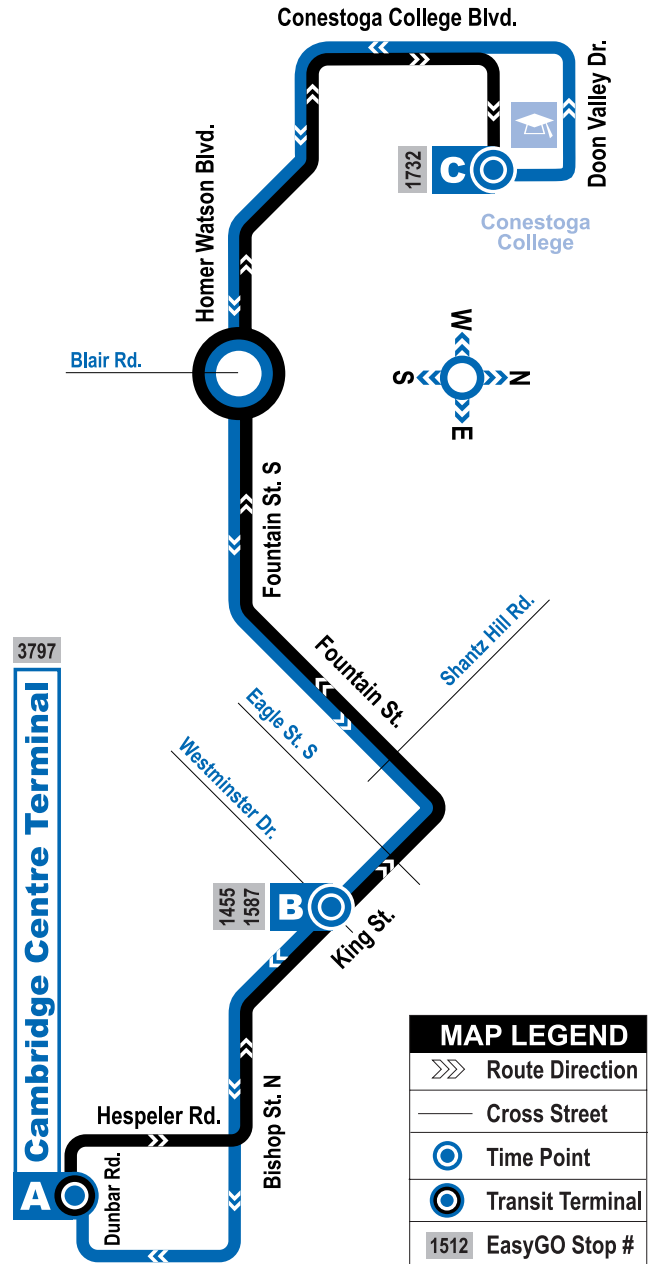 Conestoga College Blvd.
Doon Valley Dr.
Homer Watson Blvd.
1732
C
Conestoga
College
Blair Rd.
W
S
N
E
Fountain St. S
3797
Cambridge Centre Terminal
Fountain St.
Shantz Hill Rd.
Eagle St. S
Westminster Dr.
1455
1587
B
King St.
Hespeler Rd.
Bishop St. N
Dunbar Rd.
A
MAP LEGEND
Route Direction
Cross Street
Time Point
Transit Terminal
1512 EasyGO Stop #